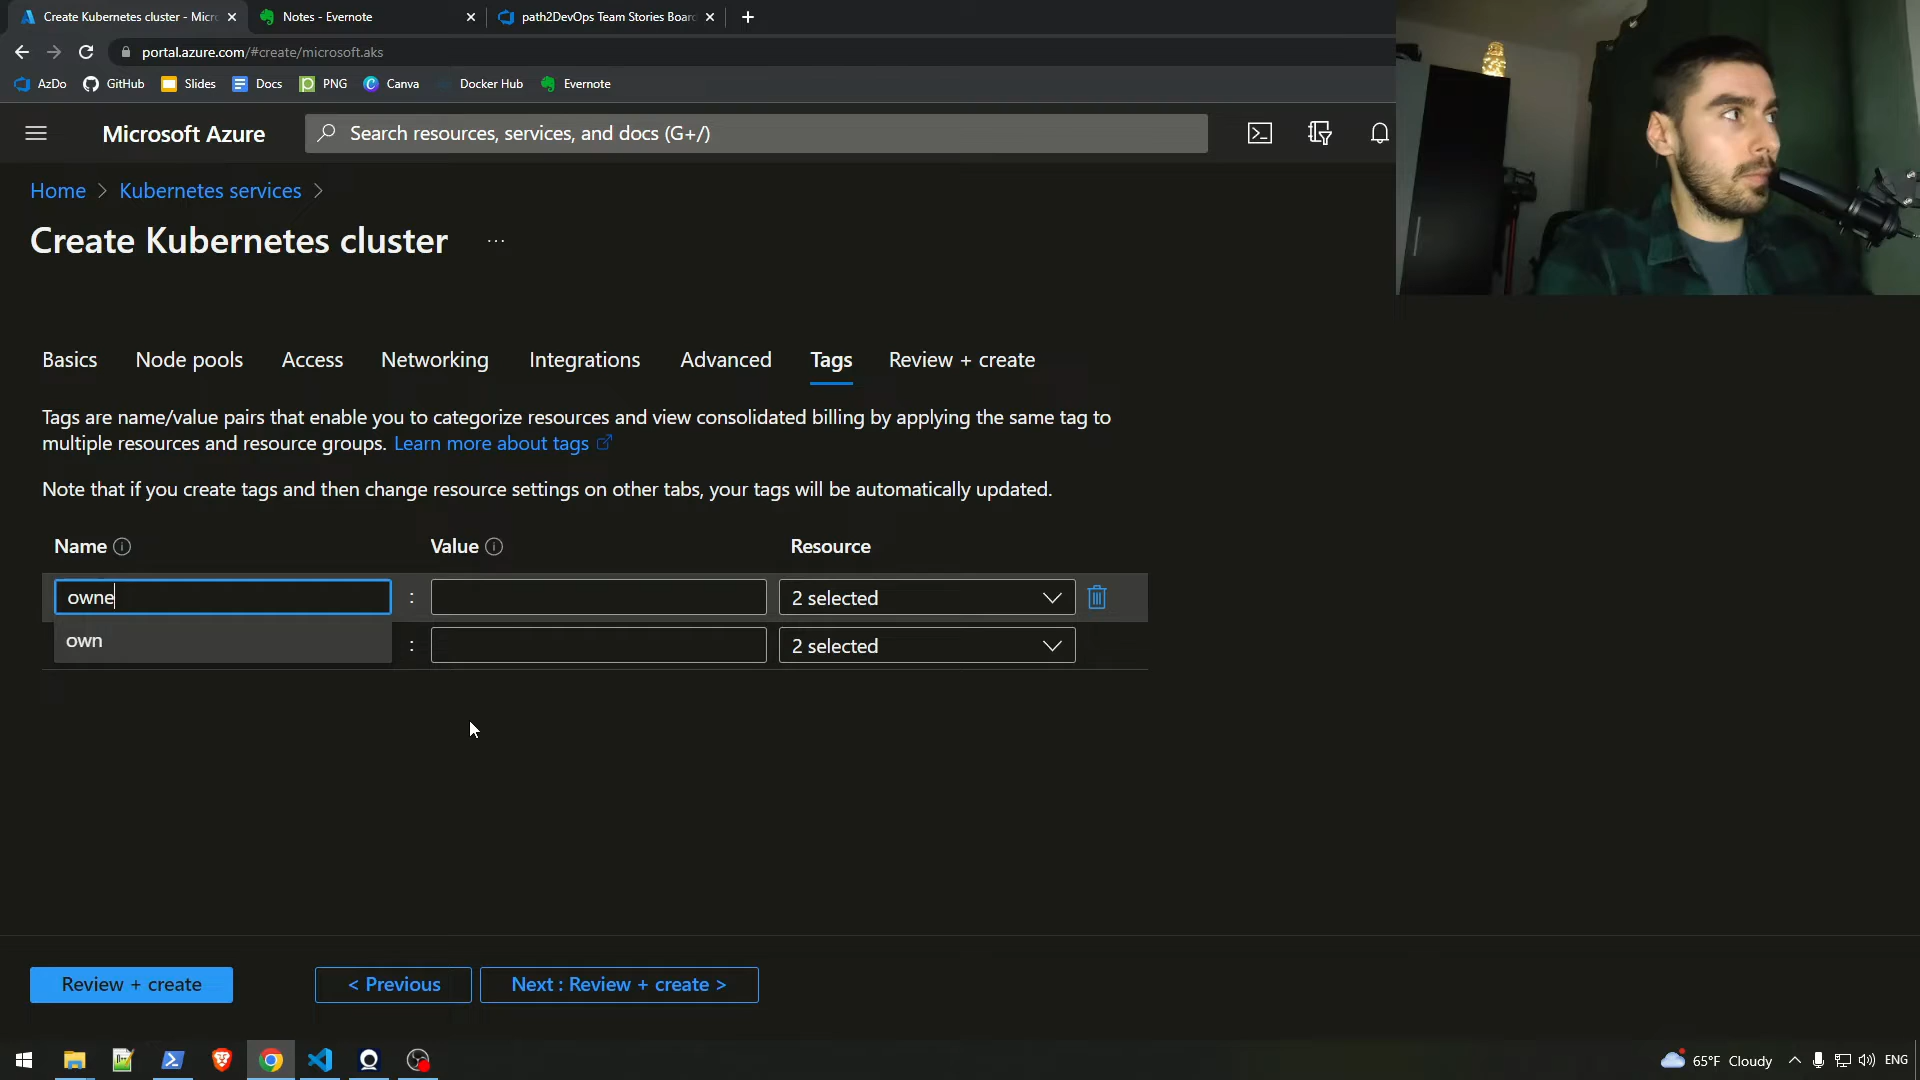 Create Kubernetes cluster - Micro
Notes - Evernote
path2DevOps Team Stories Boar
portal.azure.com/#create/microsoft.aks
AzDo
GitHub
Slides
Docs
PNG
Canva
Docker Hub
Evernote
Microsoft Azure
Search resources, services, and docs (G+/)
Home > Kubernetes services >
Create Kubernetes cluster ...
Basics Node pools Access Networking Integrations Advanced Tags Review + create
Tags are name/value pairs that enable you to categorize resources and view consolidated billing by applying the same tag to
multiple resources and resource groups. Learn more about tags
Note that if you create tags and then change resource settings on other tabs, your tags will be automatically updated.
Name Value Resource
owne : 2 selected
own : 2 selected
Review + create < Previous Next : Review + create >
65°F Cloudy ENG